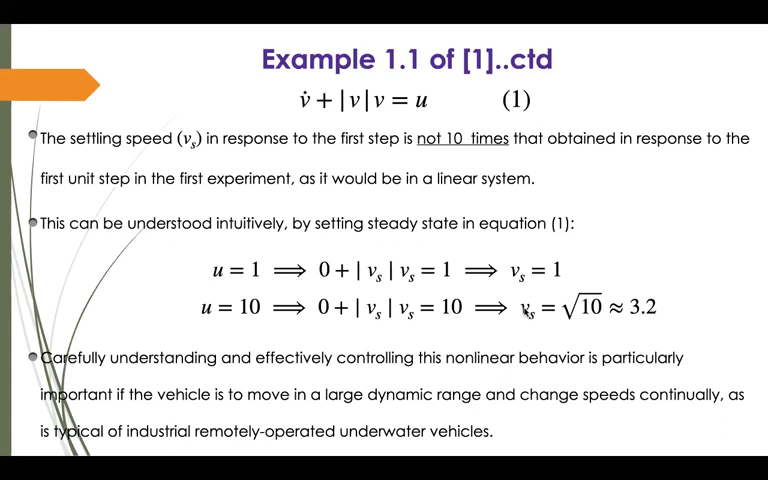 Example 1.1 of [1]..ctd
v̇ + |v|v = u (1)
The settling speed (vₛ) in response to the first step is not 10 times that obtained in response to the
first unit step in the first experiment, as it would be in a linear system.
This can be understood intuitively, by setting steady state in equation (1):
u = 1 ⟹ 0 + |vₛ|vₛ = 1 ⟹ vₛ = 1
u = 10 ⟹ 0 + |vₛ|vₛ = 10 ⟹ vₛ = √10 ≈ 3.2
Carefully understanding and effectively controlling this nonlinear behavior is particularly
important if the vehicle is to move in a large dynamic range and change speeds continually, as
is typical of industrial remotely-operated underwater vehicles.